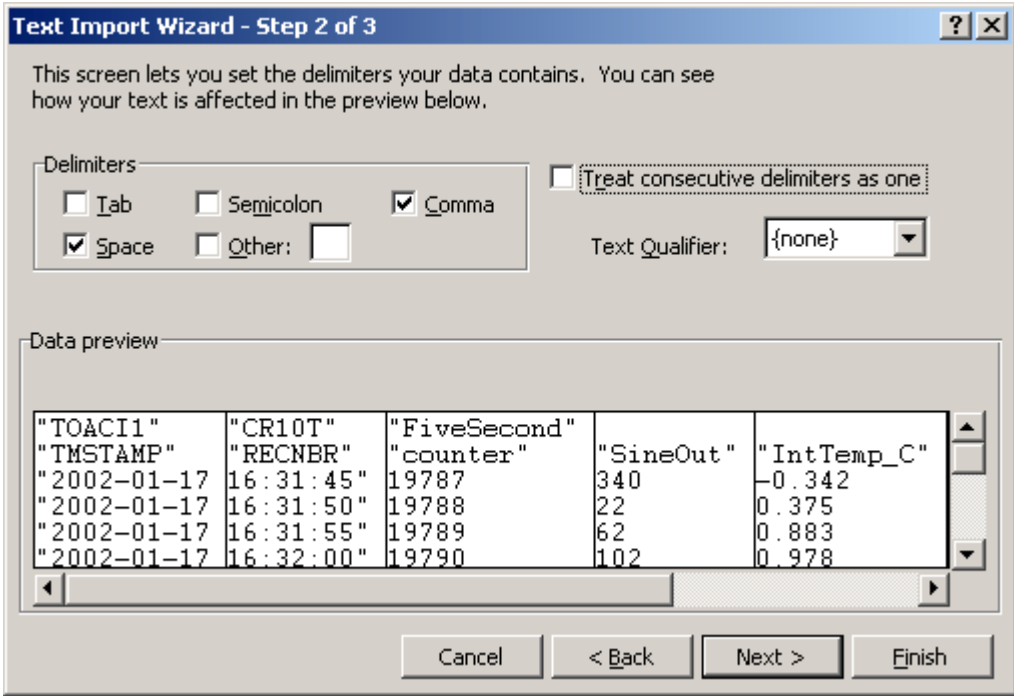 Text Import Wizard - Step 2 of 3
This screen lets you set the delimiters your data contains. You can see
how your text is affected in the preview below.
Delimiters
Tab Semicolon Comma
Space Other:
Treat consecutive delimiters as one
Text Qualifier: {none}
Data preview
"TOACI1" "CR10T" "FiveSecond"
"TMSTAMP" "RECNBR" "counter" "SineOut" "IntTemp_C"
"2002-01-17 16:31:45" 19787 340 -0.342
"2002-01-17 16:31:50" 19788 22 0.375
"2002-01-17 16:31:55" 19789 62 0.883
"2002-01-17 16:32:00" 19790 102 0.978
Cancel < Back Next > Finish